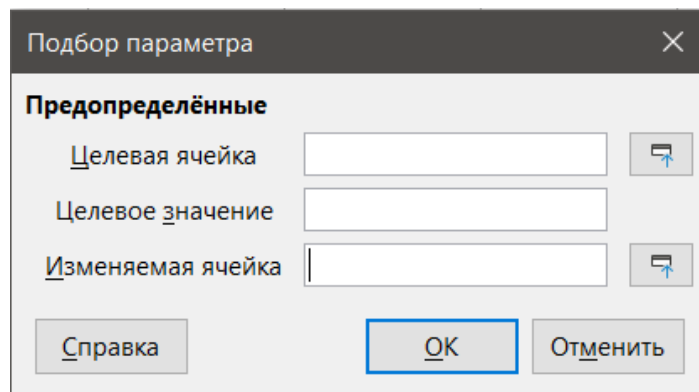 Подбор параметра
Предопределённые
Целевая ячейка
Целевое значение
Изменяемая ячейка
Справка
OK
Отменить